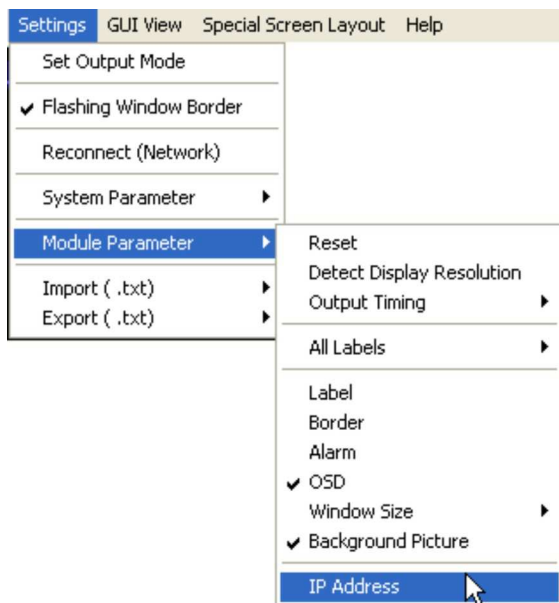 Settings GUI View Special Screen Layout Help
Set Output Mode
Flashing Window Border
Reconnect (Network)
System Parameter
Module Parameter
Import ( .txt)
Export ( .txt)
Reset
Detect Display Resolution
Output Timing
All Labels
Label
Border
Alarm
OSD
Window Size
Background Picture
IP Address